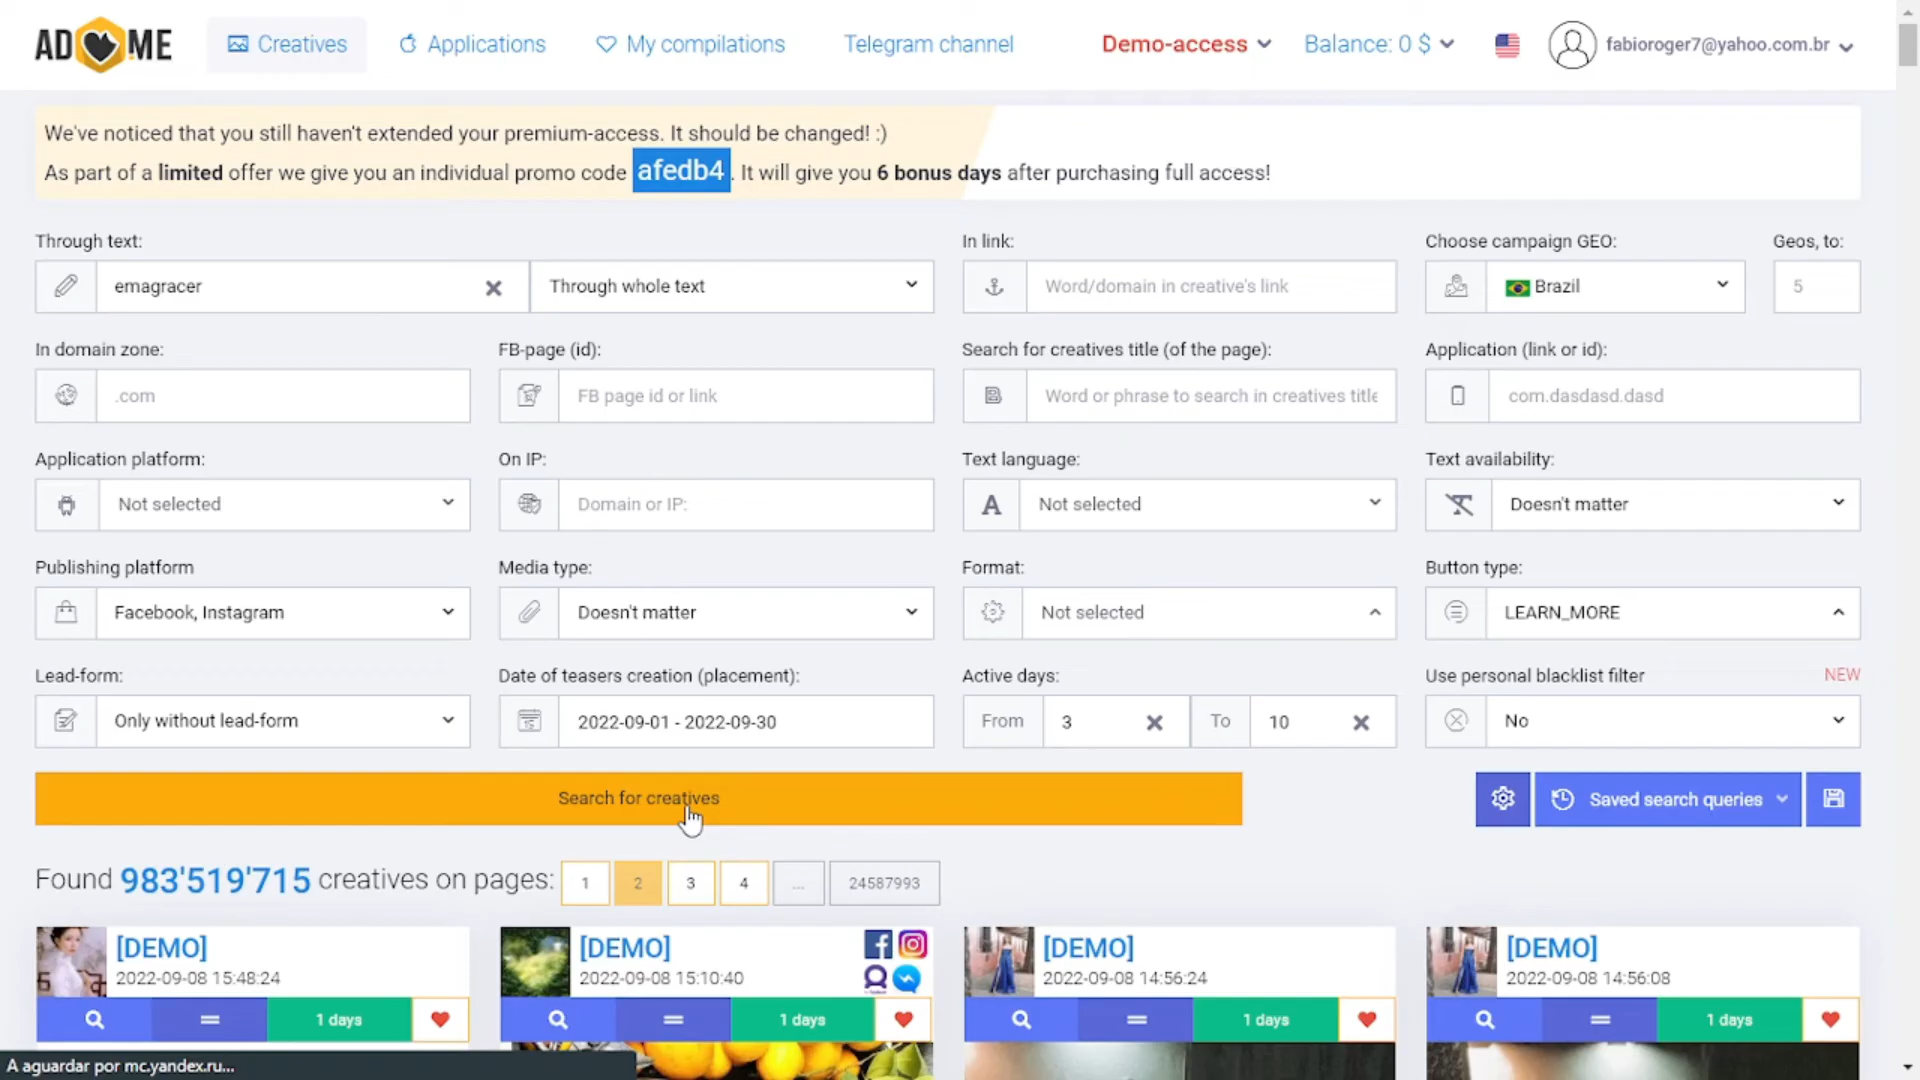 AD ME
Creatives
Applications
My compilations
Telegram channel
Demo-access
Balance: 0 $
fabioroger7@yahoo.com.br
We've noticed that you still haven't extended your premium-access. It should be changed! :)
As part of a limited offer we give you an individual promo code afedb4. It will give you 6 bonus days after purchasing full access!
Through text:
In link:
Choose campaign GEO:
Geos, to:
emagracer
Through whole text
Word/domain in creative's link
Brazil
5
In domain zone:
FB-page (id):
Search for creatives title (of the page):
Application (link or id):
.com
FB page id or link
Word or phrase to search in creatives title
com.dasdasd.dasd
Application platform:
On IP:
Text language:
Text availability:
Not selected
Domain or IP:
Not selected
Doesn't matter
Publishing platform
Media type:
Format:
Button type:
Facebook, Instagram
Doesn't matter
Not selected
LEARN_MORE
Lead-form:
Date of teasers creation (placement):
Active days:
Use personal blacklist filter
NEW
Only without lead-form
2022-09-01 - 2022-09-30
From
3
To
10
No
Search for creatives
Saved search queries
Found 983'519'715 creatives on pages:
1
2
3
4
...
24587993
[DEMO]
2022-09-08 15:48:24
1 days
[DEMO]
2022-09-08 15:10:40
1 days
[DEMO]
2022-09-08 14:56:24
1 days
[DEMO]
2022-09-08 14:56:08
1 days
A aguardar por mc.yandex.ru...